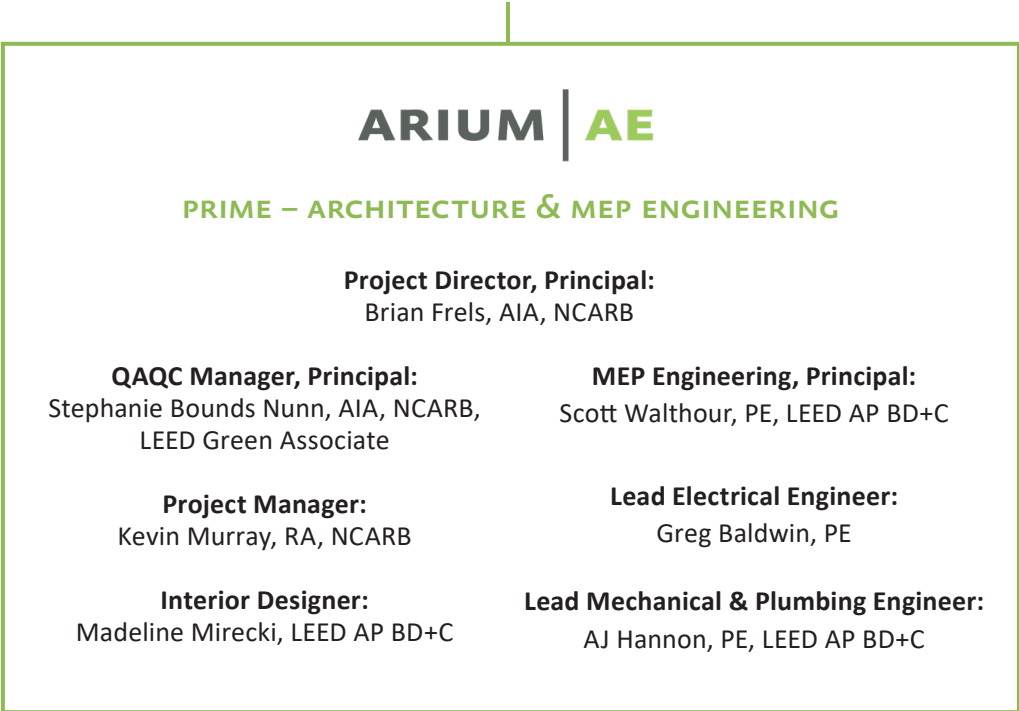 ARIUM | AE
PRIME – ARCHITECTURE & MEP ENGINEERING
Project Director, Principal:
Brian Frels, AIA, NCARB
QAQC Manager, Principal:
Stephanie Bounds Nunn, AIA, NCARB,
LEED Green Associate
Project Manager:
Kevin Murray, RA, NCARB
Interior Designer:
Madeline Mirecki, LEED AP BD+C
MEP Engineering, Principal:
Scott Walthour, PE, LEED AP BD+C
Lead Electrical Engineer:
Greg Baldwin, PE
Lead Mechanical & Plumbing Engineer:
AJ Hannon, PE, LEED AP BD+C